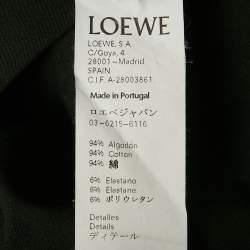 LOEWE
LOEWE, S.A.
C/Goya, 4
28001-Madrid
SPAIN
C.I.F. A-28003861
Made in Portugal
ロエベジャパン
03-6215-6116
94% Algodón
94% Cotton
94% 綿
6% Elastano
6% Elastane
6% ポリウレタン
Detalles
Details
ディテール